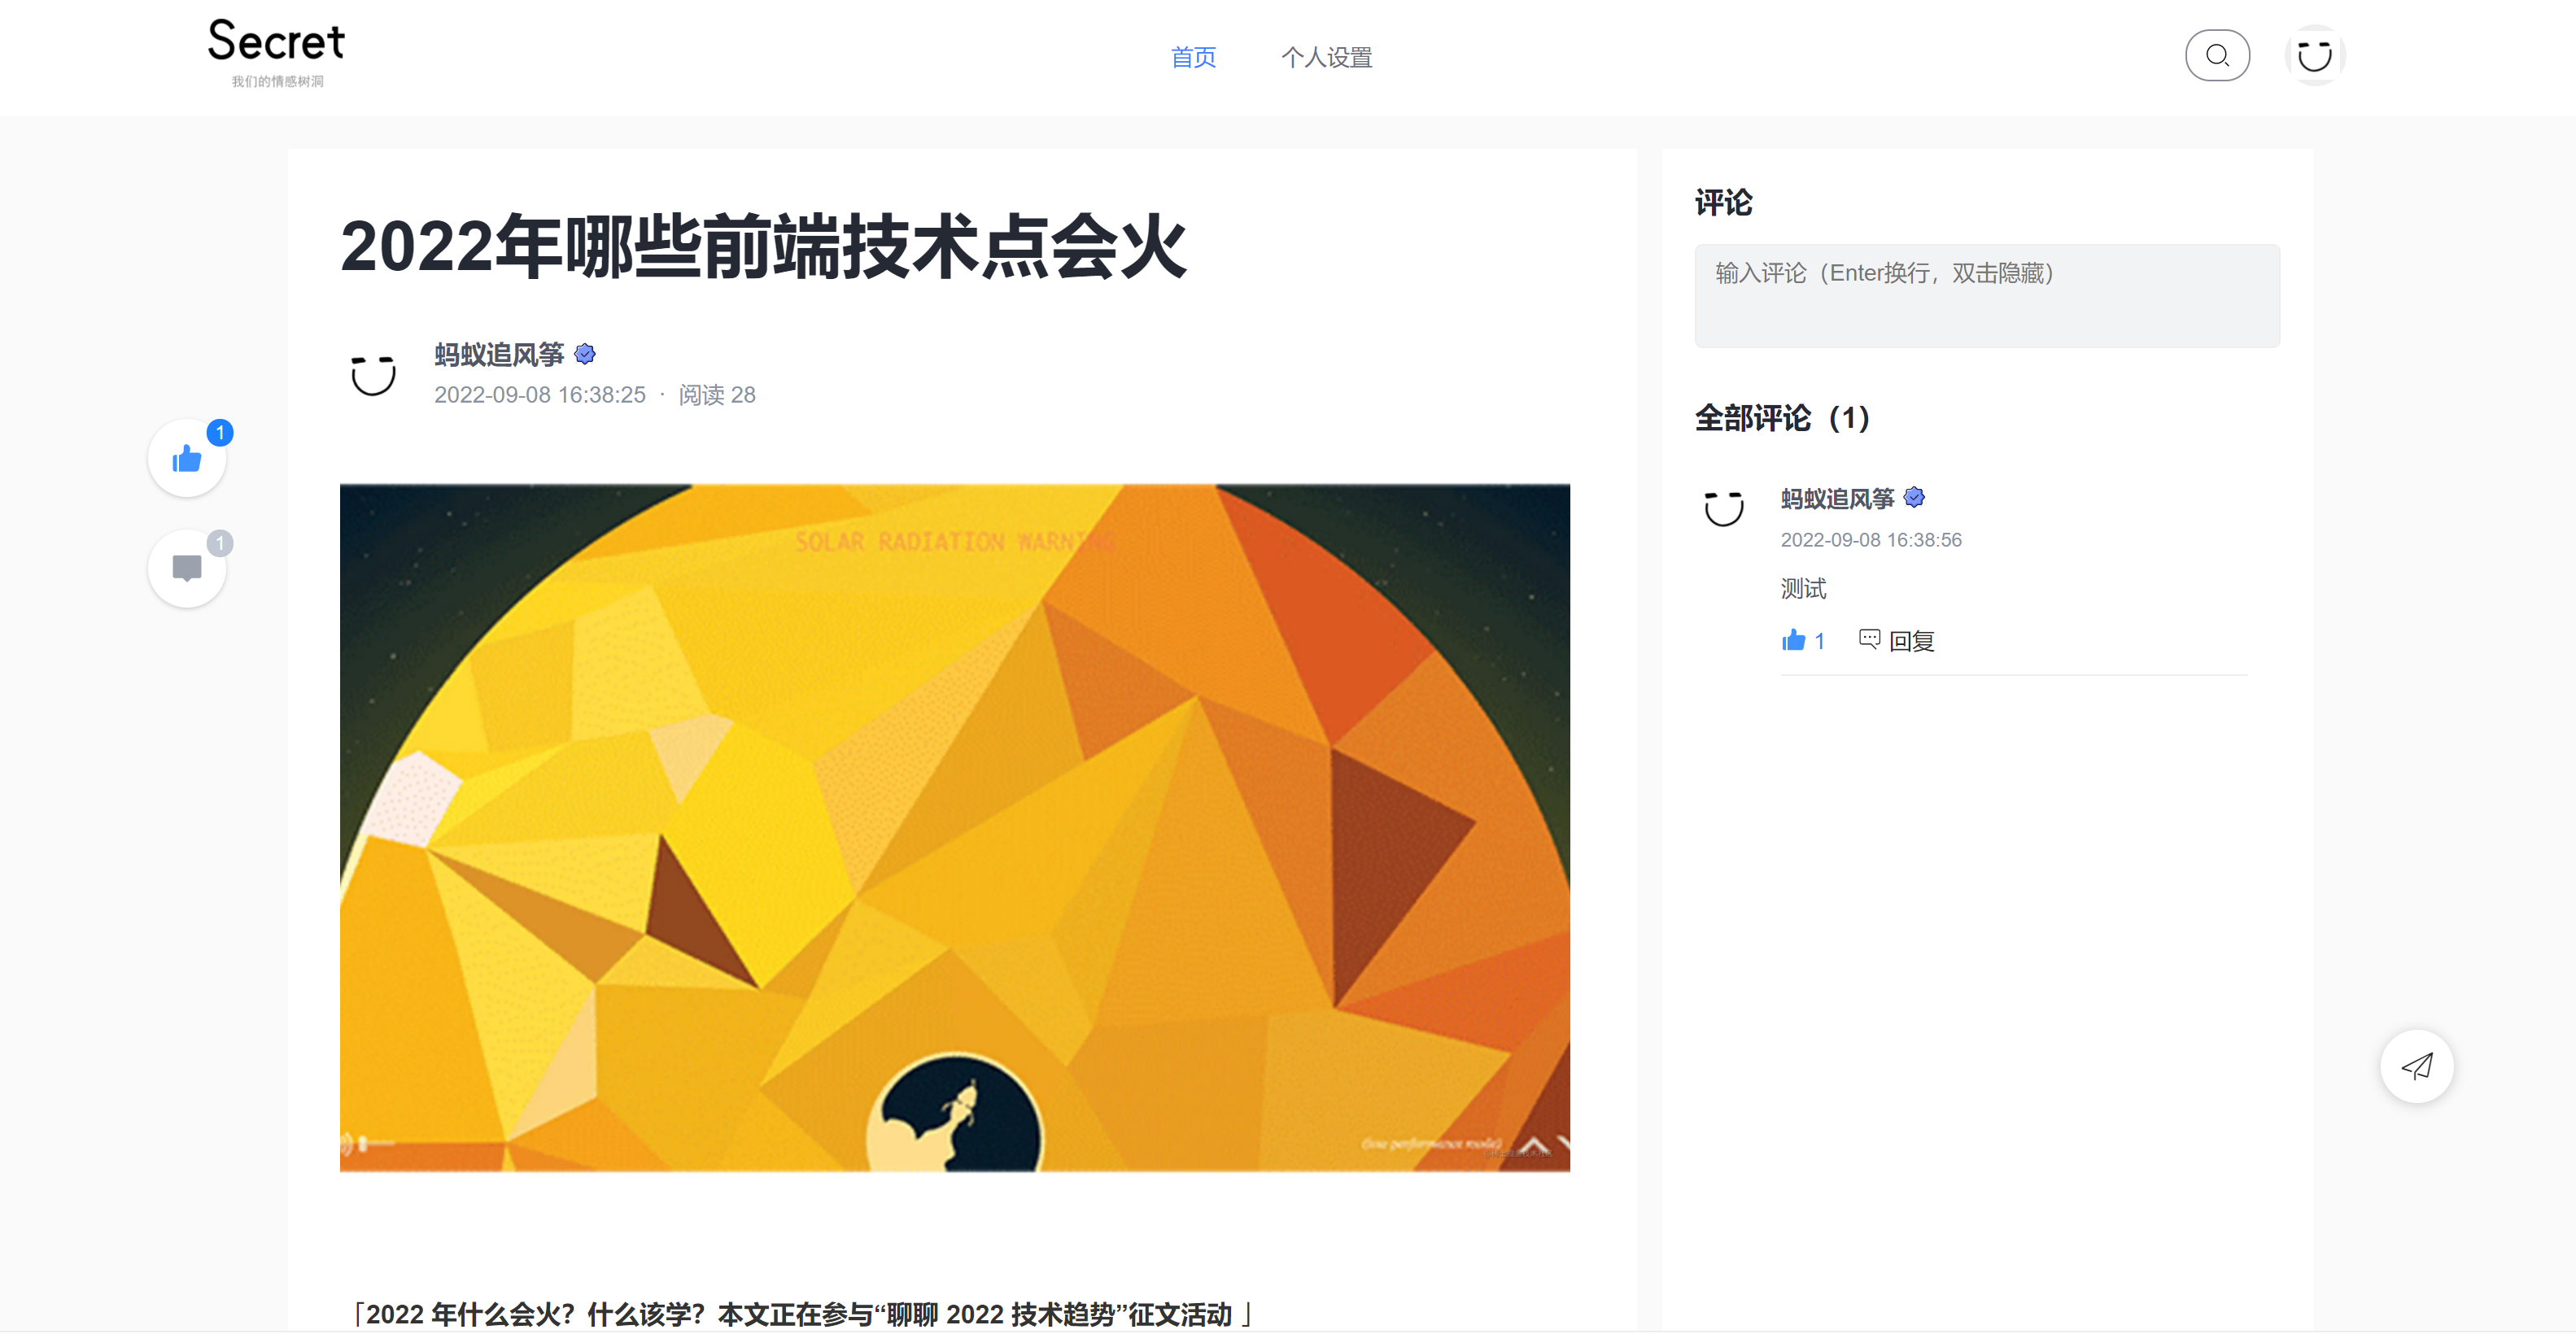 Secret
我们的情感树洞
首页
个人设置
2022年哪些前端技术点会火
蚂蚁追风筝
2022-09-08 16:38:25 · 阅读 28
1
1
SOLAR RADIATION WARNING
(low performance mode)
「2022 年什么会火？什么该学？本文正在参与“聊聊 2022 技术趋势”征文活动 」
评论
输入评论（Enter换行，双击隐藏）
全部评论（1）
蚂蚁追风筝
2022-09-08 16:38:56
测试
1 回复